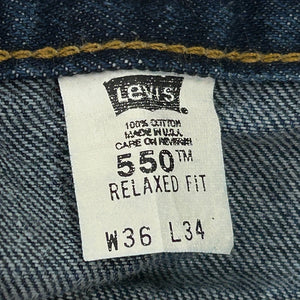 Levi's
100% COTTON
MADE IN U.S.A.
CARE ON REVERSE
550™
RELAXED FIT
W36 L34